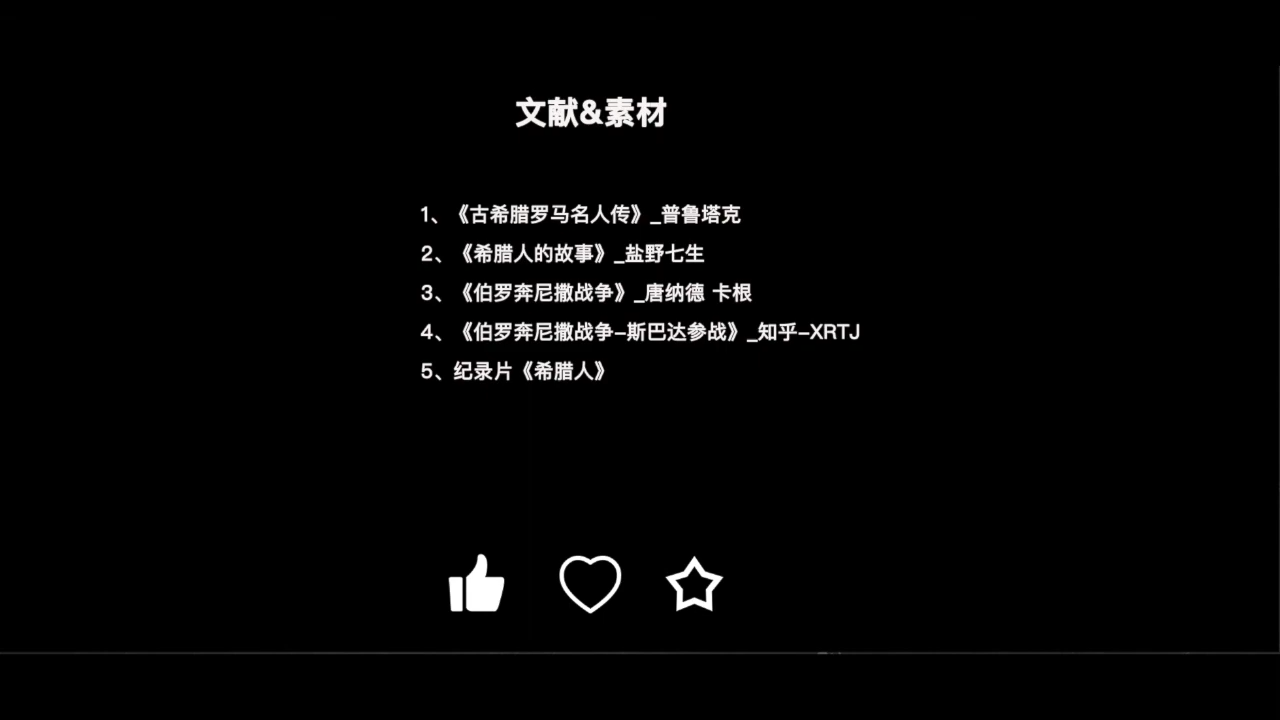 文献&素材
1、《古希腊罗马名人传》_普鲁塔克
2、《希腊人的故事》_盐野七生
3、《伯罗奔尼撒战争》_唐纳德 卡根
4、《伯罗奔尼撒战争-斯巴达参战》_知乎-XRTJ
5、纪录片《希腊人》